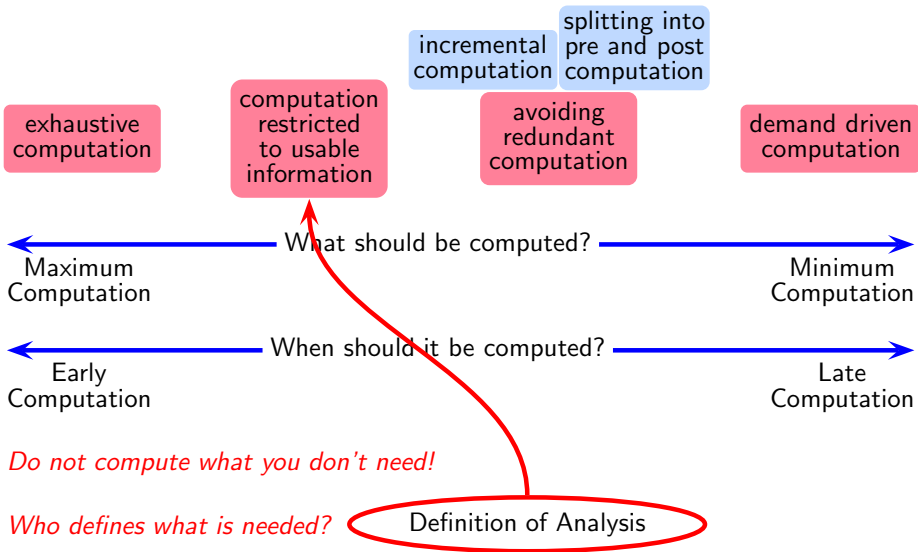 splitting into
pre and post
computation
incremental
computation
exhaustive
computation
computation
restricted
to usable
information
avoiding
redundant
computation
demand driven
computation
What should be computed?
Maximum
Computation
Minimum
Computation
When should it be computed?
Early
Computation
Late
Computation
Do not compute what you don't need!
Who defines what is needed?
Definition of Analysis